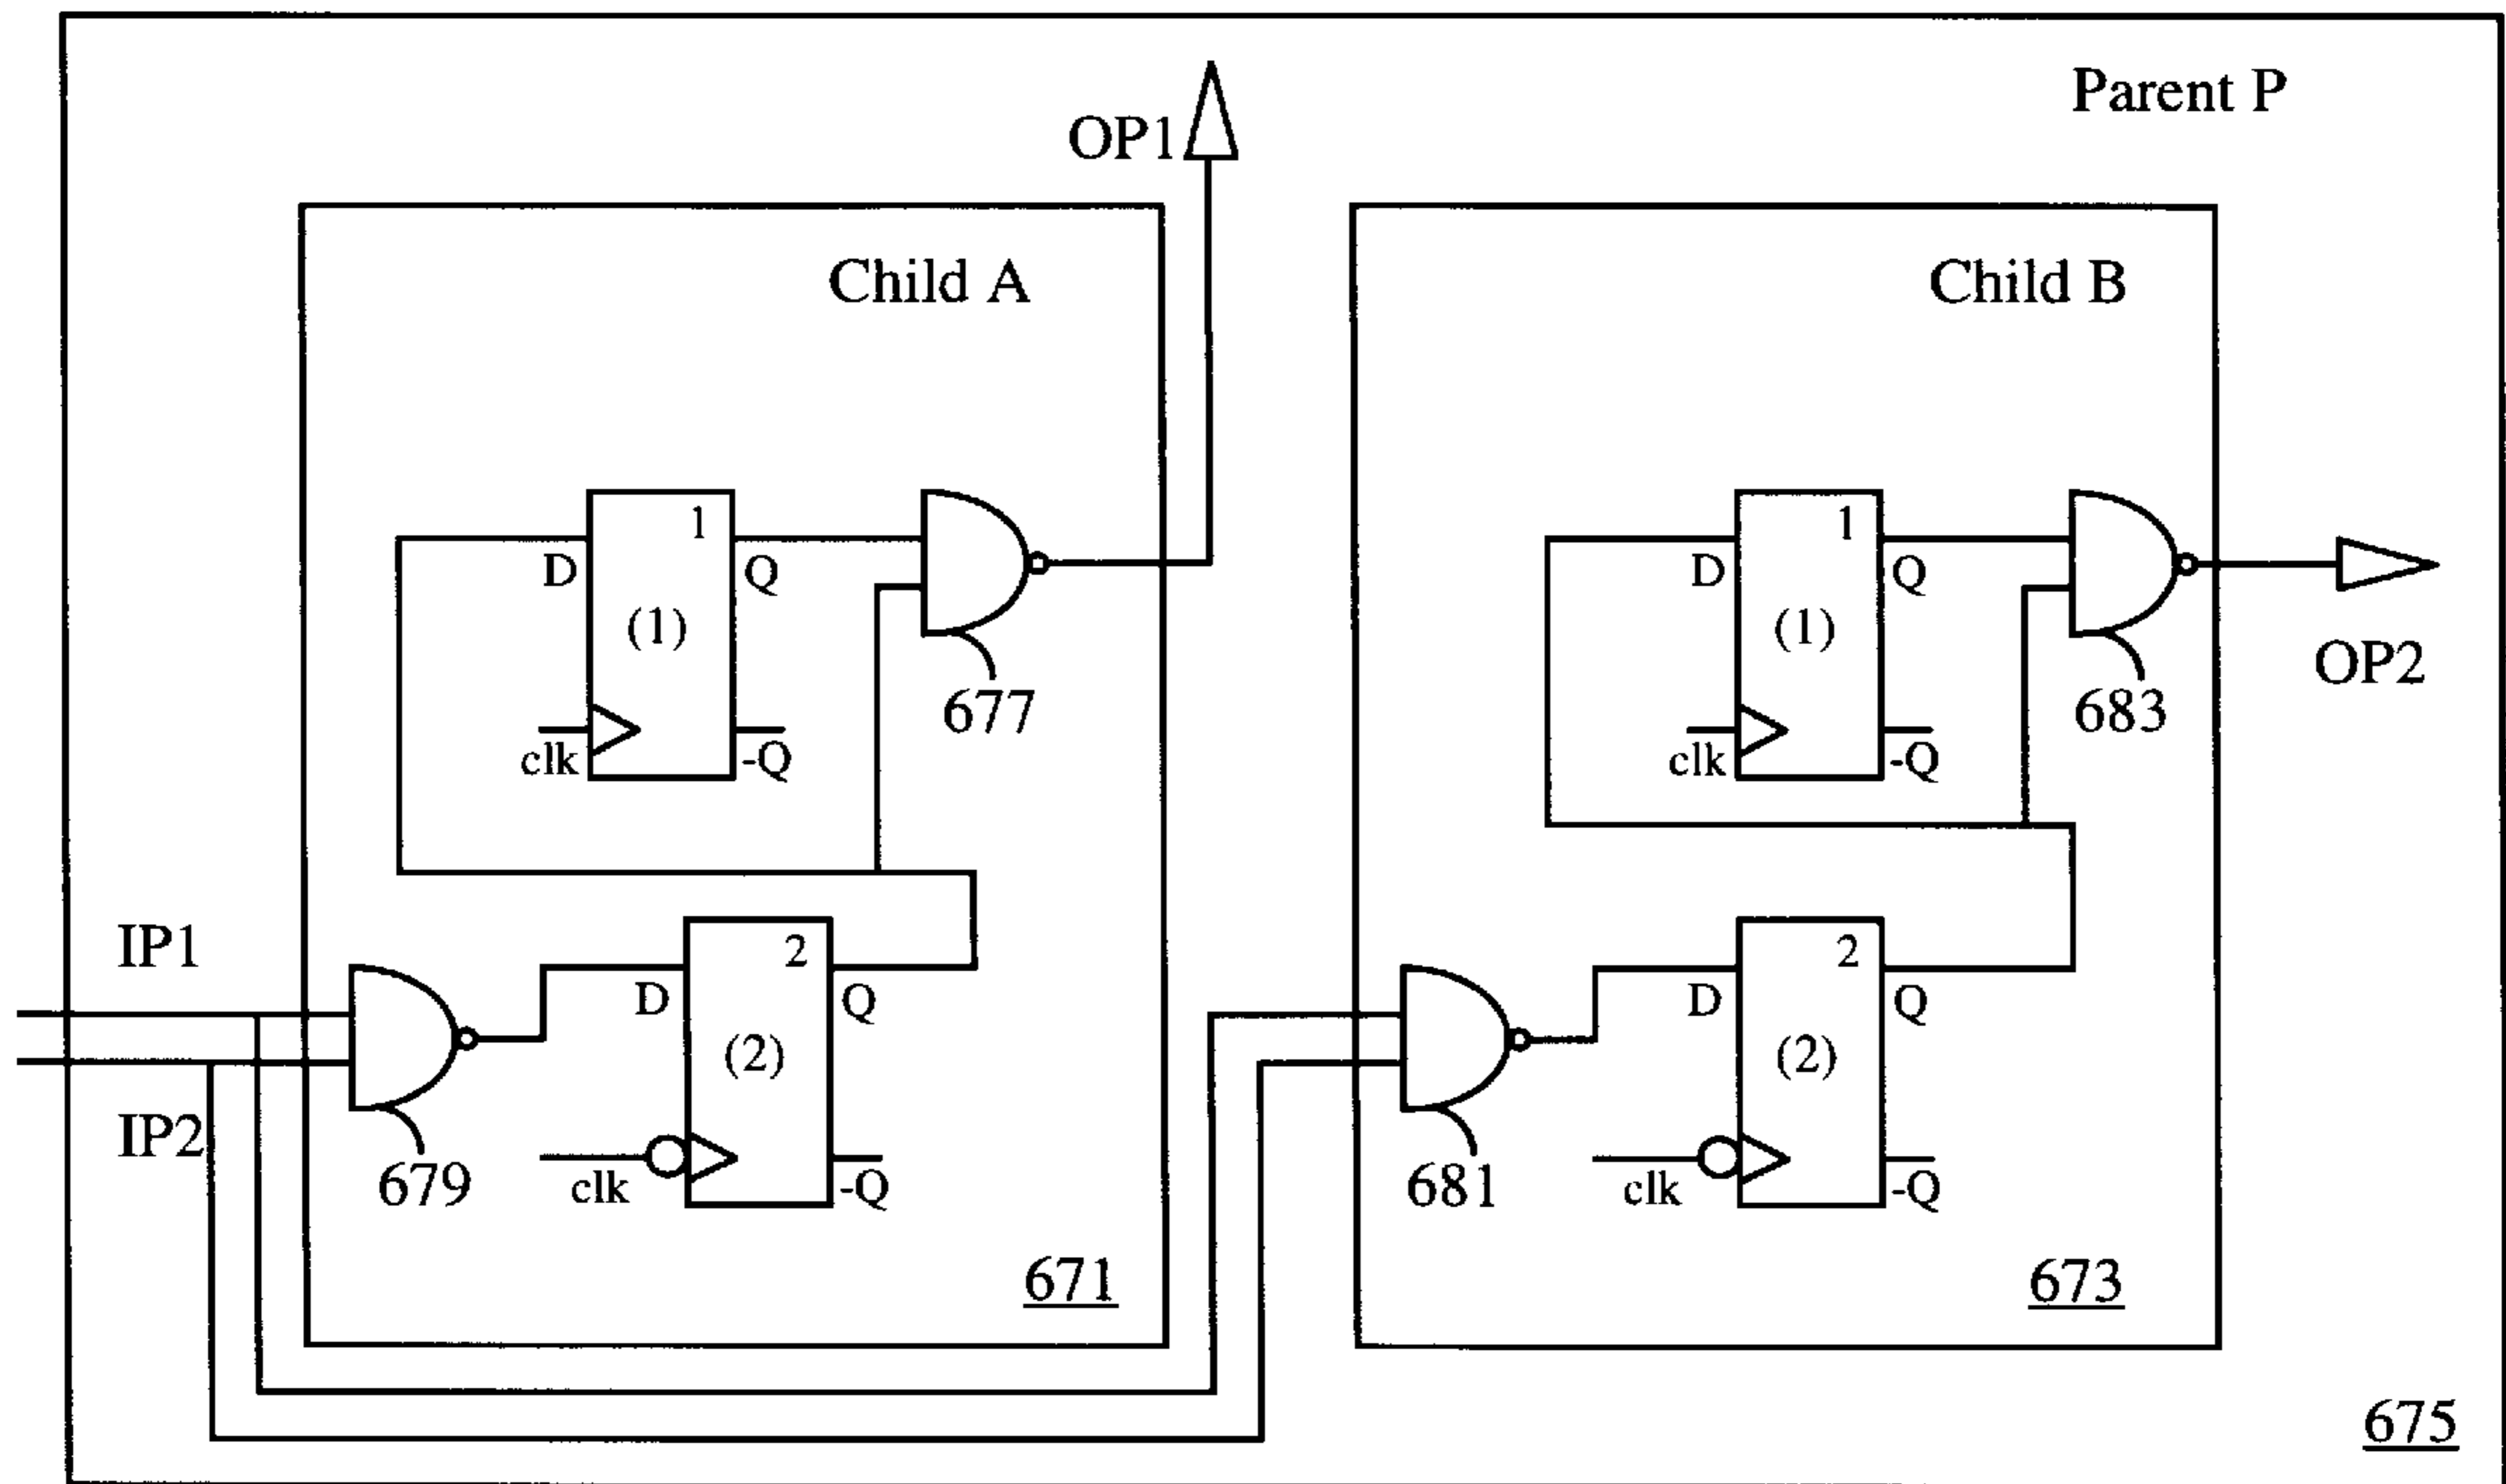 Parent P
OP1
Child A
Child B
1
D
Q
(1)
677
clk
-Q
1
D
Q
(1)
683
clk
-Q
OP2
IP1
IP2
679
2
D
Q
(2)
clk
-Q
671
681
2
D
Q
(2)
clk
-Q
673
675